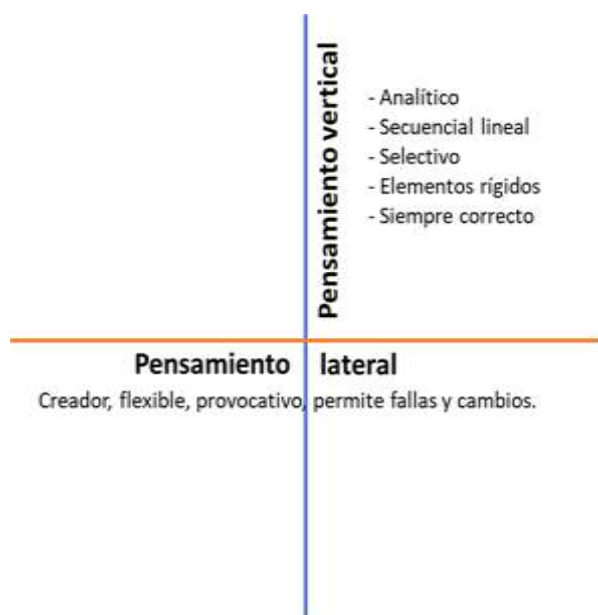 Pensamiento vertical
- Analítico
- Secuencial lineal
- Selectivo
- Elementos rígidos
- Siempre correcto
Pensamiento lateral
Creador, flexible, provocativo, permite fallas y cambios.